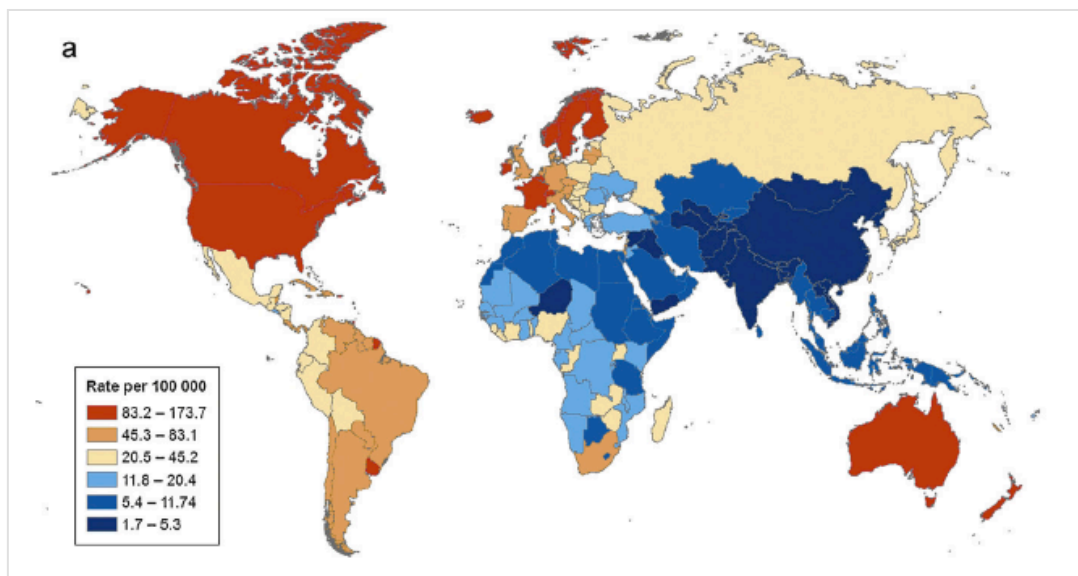 a
Rate per 100 000
83.2 – 173.7
45.3 – 83.1
20.5 – 45.2
11.8 – 20.4
5.4 – 11.74
1.7 – 5.3